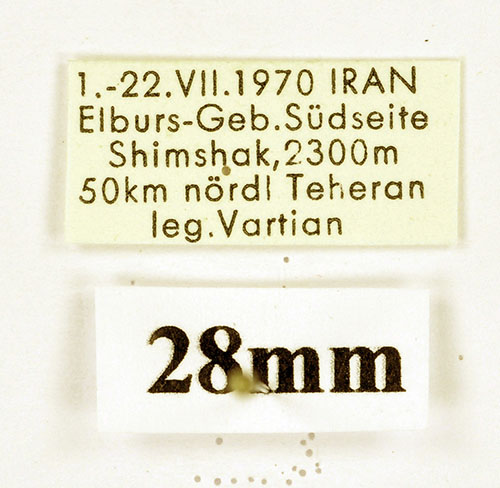 1.-22.VII.1970 IRAN
Elburs-Geb.Südseite
Shimshak,2300m
50km nördl Teheran
leg.Vartian
28mm